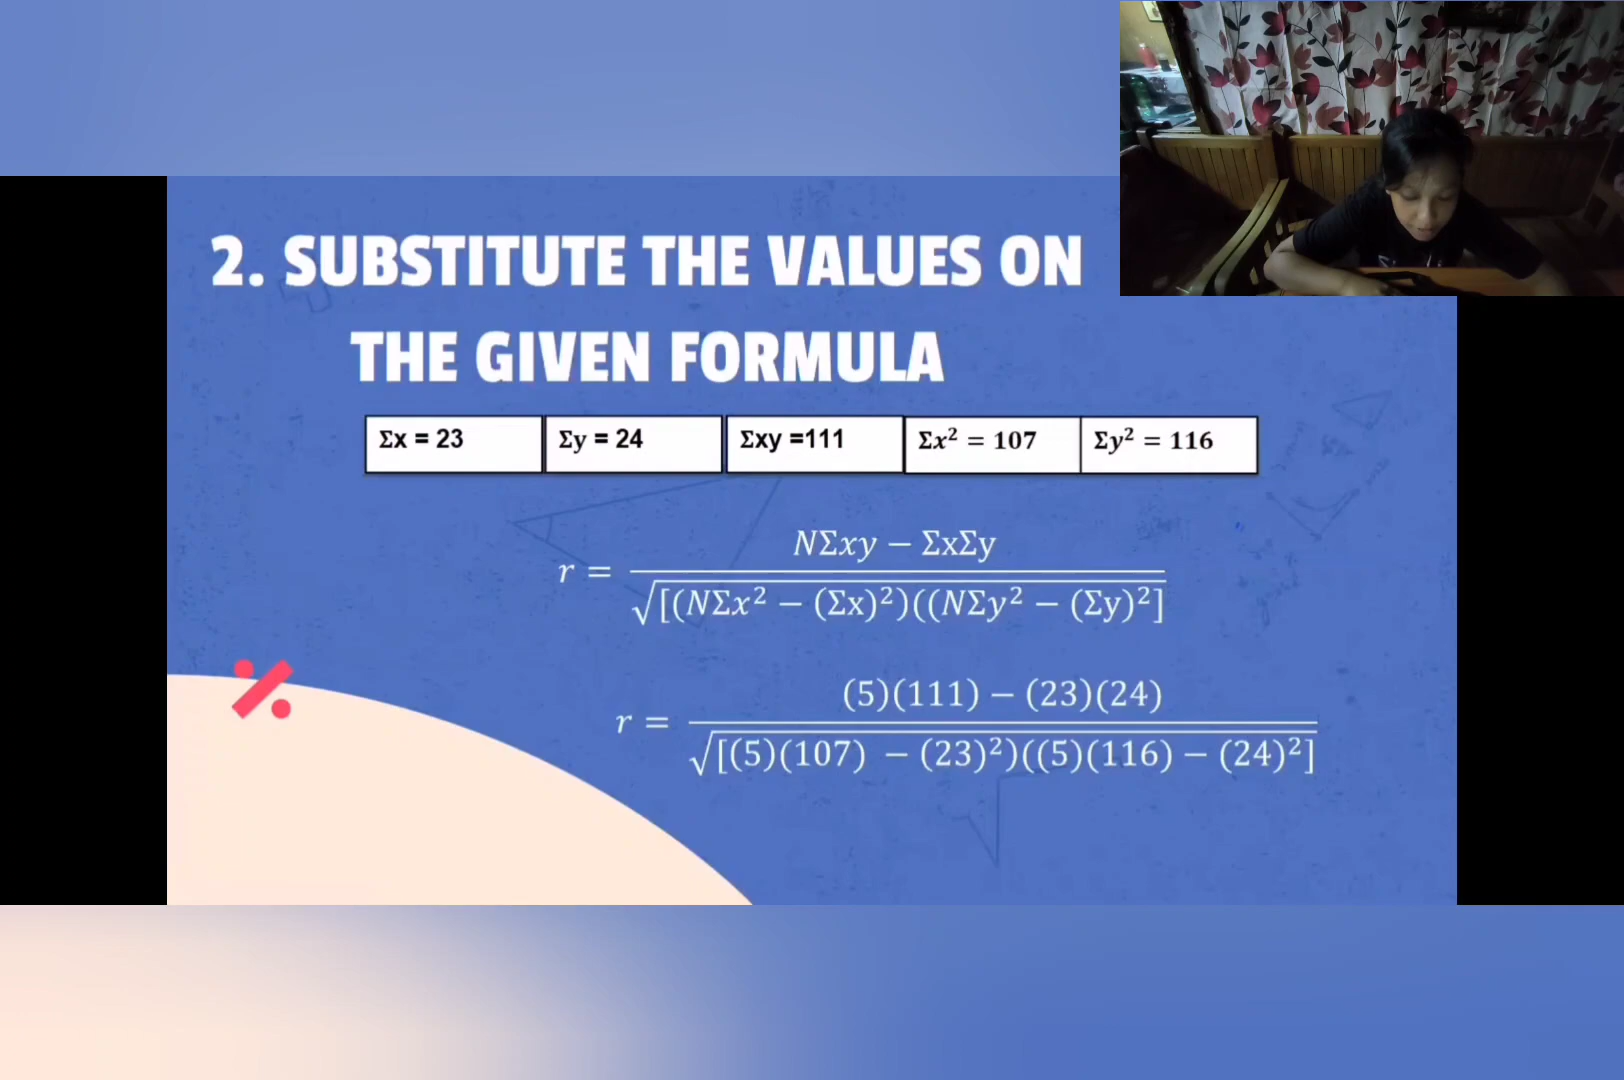 2. SUBSTITUTE THE VALUES ON
THE GIVEN FORMULA
Σx = 23 Σy = 24 Σxy =111 Σx² = 107 Σy² = 116
r = NΣxy − ΣxΣy / √[(NΣx² − (Σx)²)((NΣy² − (Σy)²]
r = (5)(111) − (23)(24) / √[(5)(107) − (23)²)((5)(116) − (24)²]